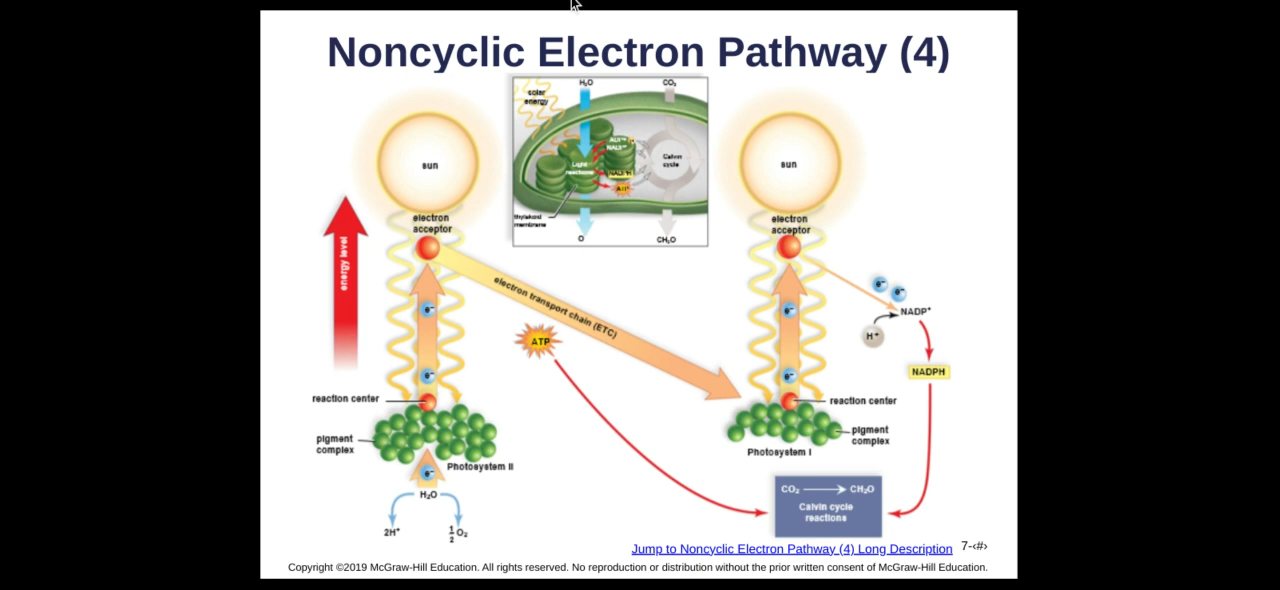 Noncyclic Electron Pathway (4)
solar
energy
H₂O
CO₂
Light
reactions
NADPH
ATP
Calvin
cycle
thylakoid
membrane
O
CH₂O
sun
electron
acceptor
energy level
e⁻
e⁻
reaction center
pigment
complex
Photosystem II
e⁻
H₂O
2H⁺
½ O₂
electron transport chain (ETC)
ATP
sun
electron
acceptor
e⁻
e⁻
e⁻
e⁻
NADP⁺
H⁺
NADPH
reaction center
pigment
complex
Photosystem I
CO₂ → CH₂O
Calvin cycle
reactions
Jump to Noncyclic Electron Pathway (4) Long Description 7-‹#›
Copyright ©2019 McGraw-Hill Education. All rights reserved. No reproduction or distribution without the prior written consent of McGraw-Hill Education.